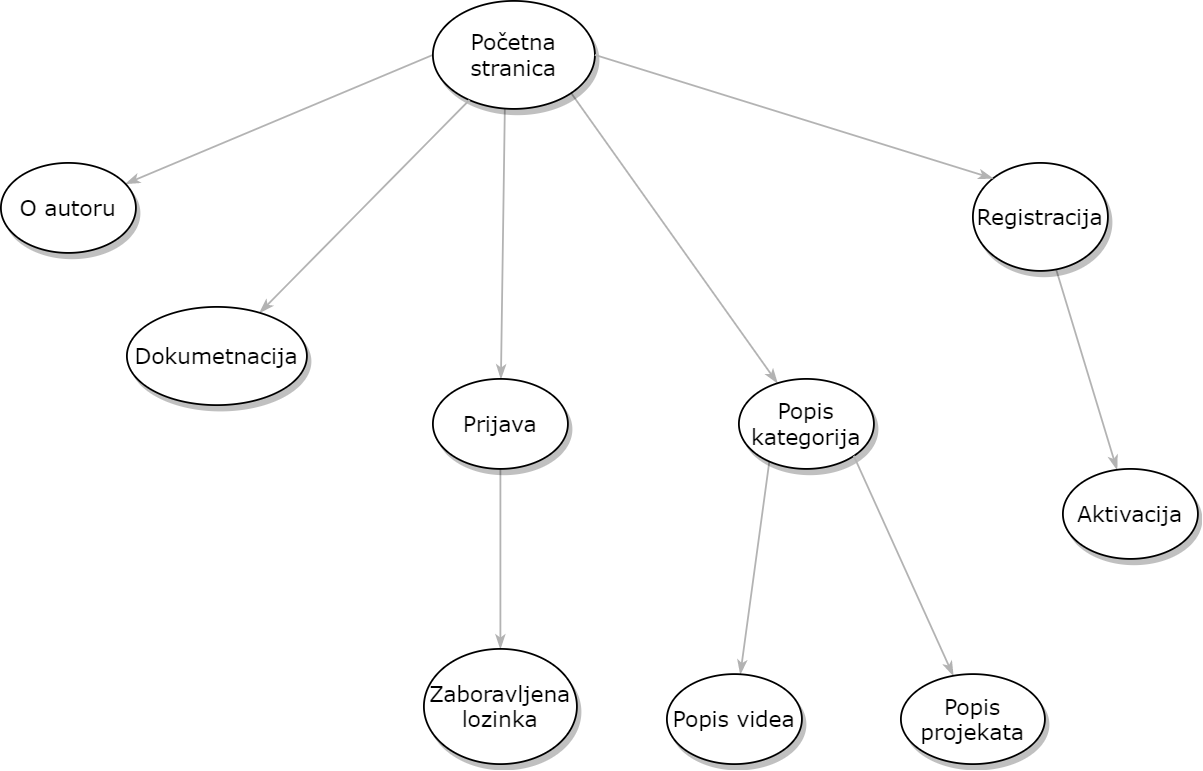 Početna
stranica
O autoru
Registracija
Dokumetnacija
Prijava
Popis
kategorija
Aktivacija
Zaboravljena
lozinka
Popis videa
Popis
projekata